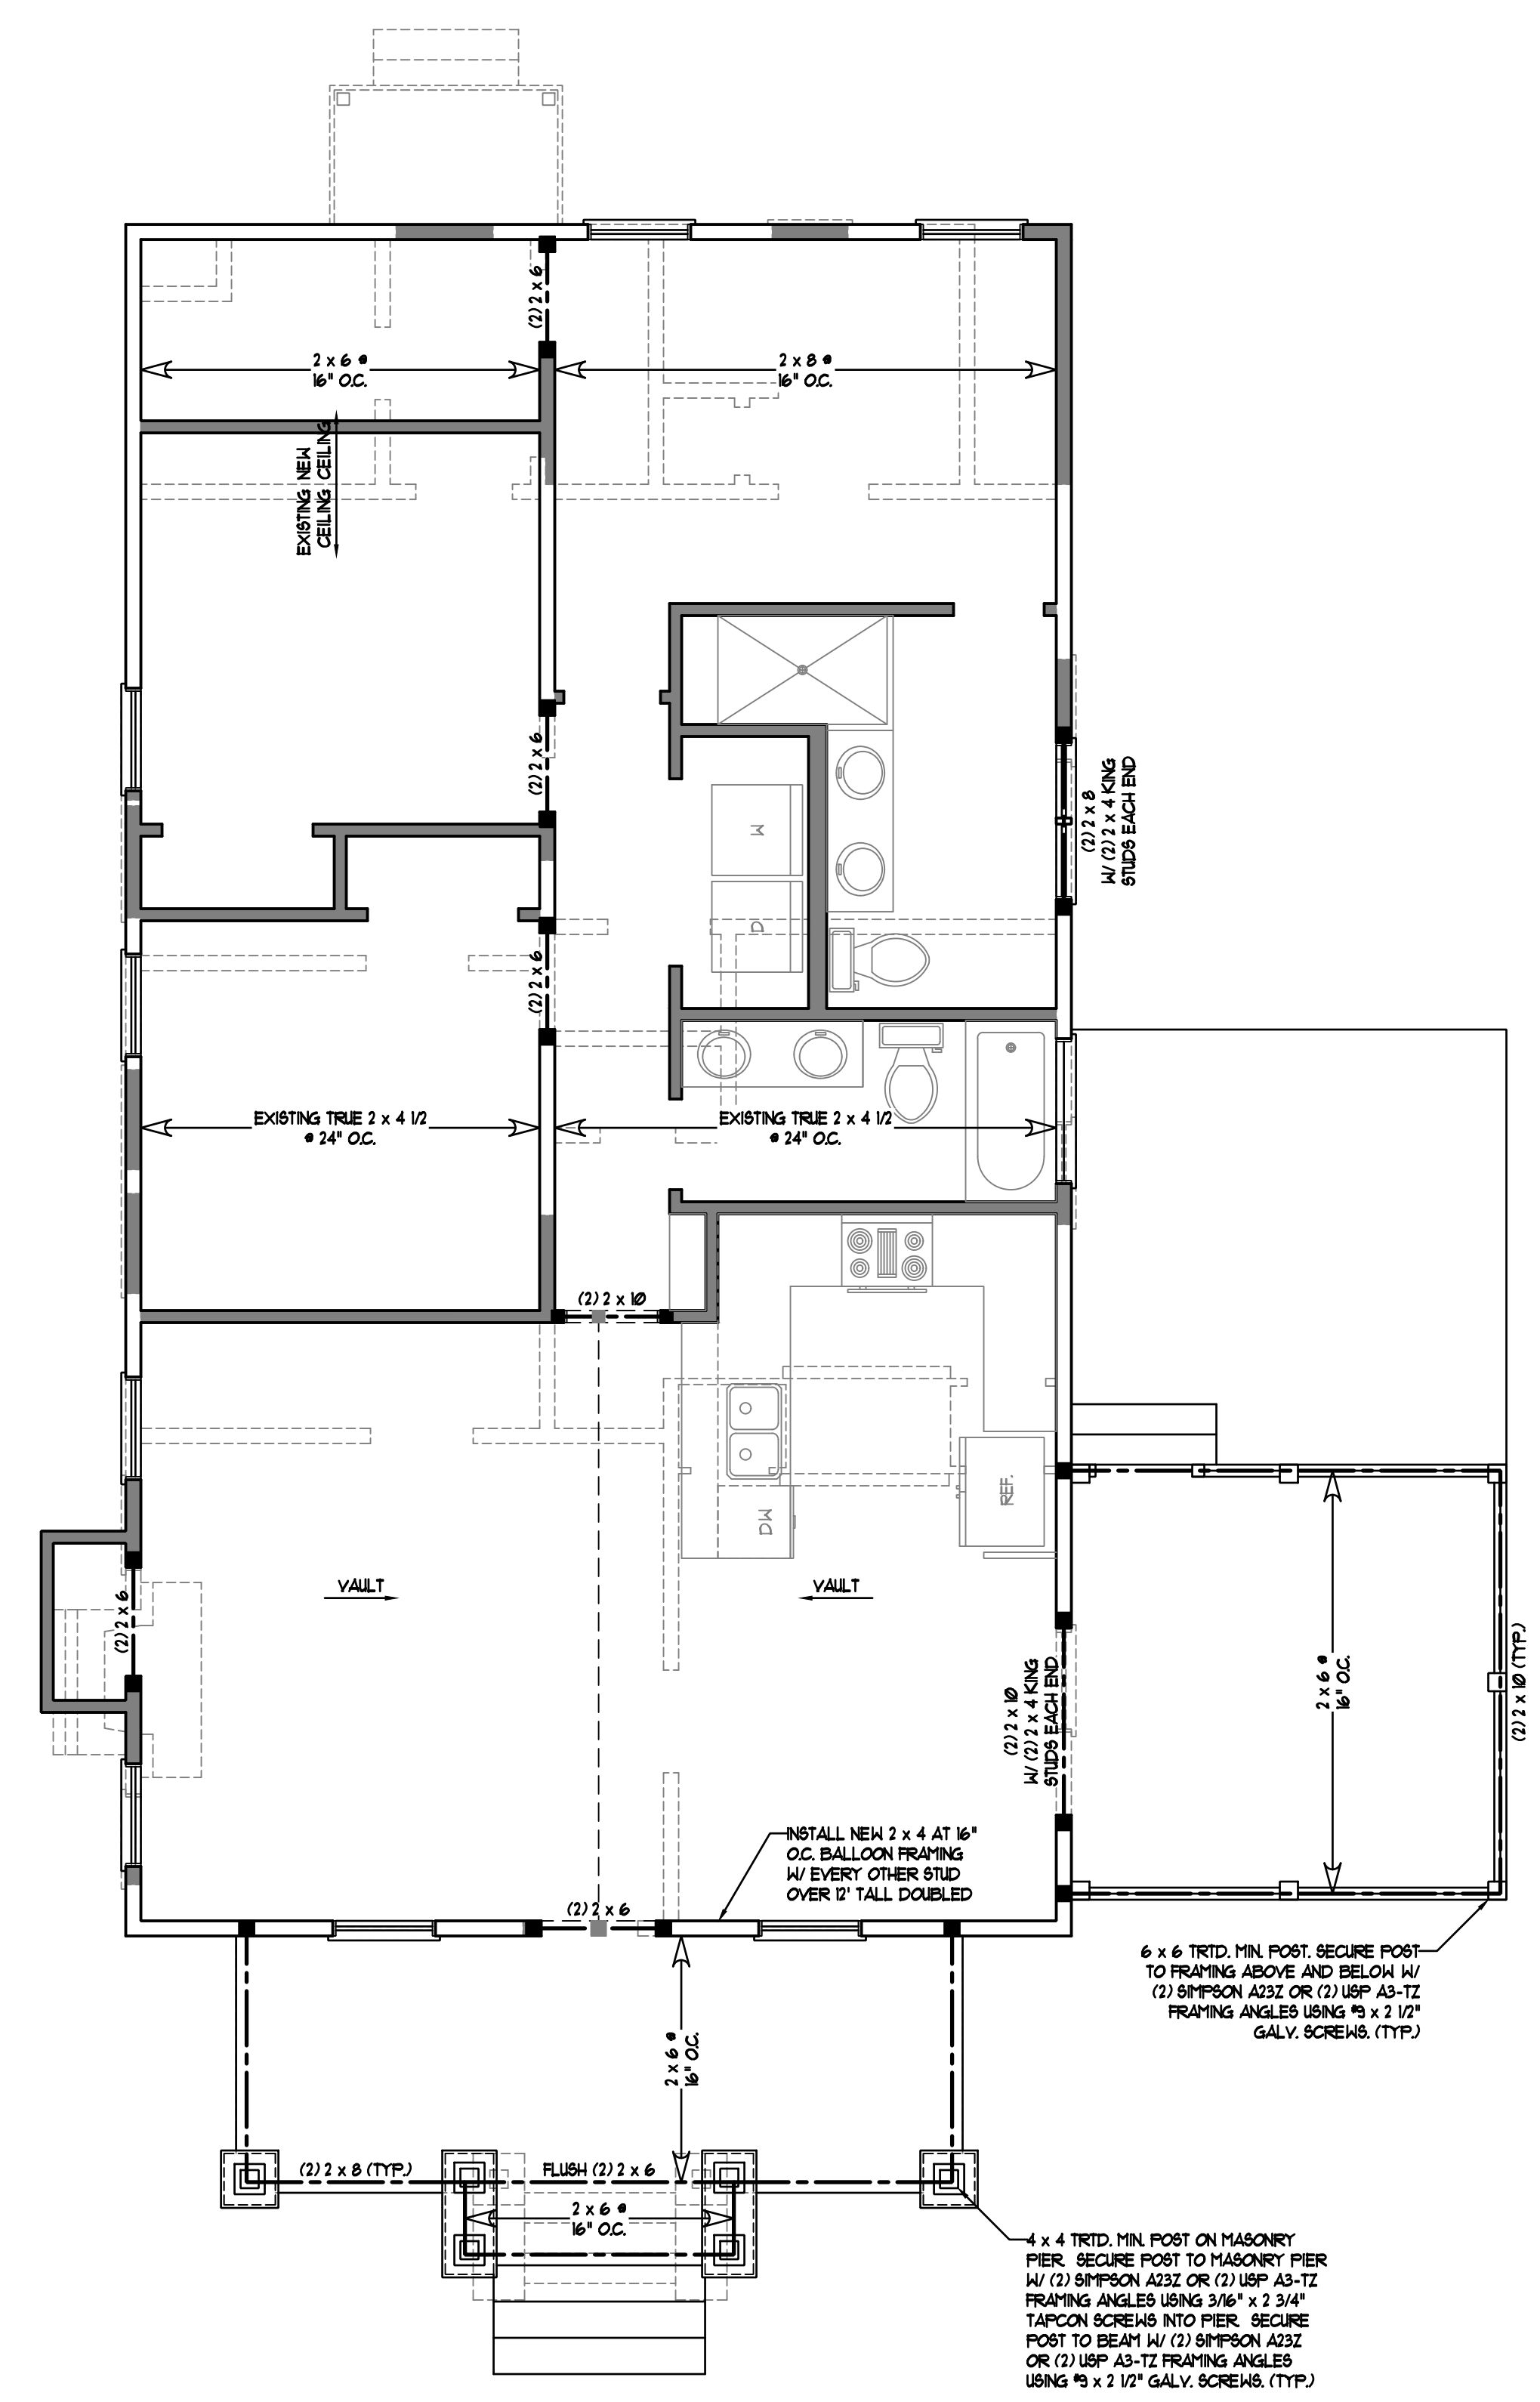 (2) 2 x 6
2 x 6 @
16" O.C.
2 x 8 @
16" O.C.
EXISTING NEW
CEILING CEILING
(2) 2 x 6
W
(2) 2 x 8
W/ (2) 2 x 4 KING
STUDS EACH END
D
(2) 2 x 6
EXISTING TRUE 2 x 4 1/2
@ 24" O.C.
EXISTING TRUE 2 x 4 1/2
@ 24" O.C.
(2) 2 x 10
REF.
DW
VAULT
VAULT
(2) 2 x 6
(2) 2 x 10
W/ (2) 2 x 4 KING
STUDS EACH END
2 x 6 @
16" O.C.
(2) 2 x 10 (TYP.)
INSTALL NEW 2 x 4 AT 16"
O.C. BALLOON FRAMING
W/ EVERY OTHER STUD
OVER 12' TALL DOUBLED
(2) 2 x 6
6 x 6 TRTD. MIN. POST. SECURE POST
TO FRAMING ABOVE AND BELOW W/
(2) SIMPSON A23Z OR (2) USP A3-TZ
FRAMING ANGLES USING #9 x 2 1/2"
GALV. SCREWS. (TYP.)
2 x 6 @
16" O.C.
(2) 2 x 8 (TYP.)
FLUSH (2) 2 x 6
2 x 6 @
16" O.C.
4 x 4 TRTD. MIN. POST ON MASONRY
PIER. SECURE POST TO MASONRY PIER
W/ (2) SIMPSON A23Z OR (2) USP A3-TZ
FRAMING ANGLES USING 3/16" x 2 3/4"
TAPCON SCREWS INTO PIER. SECURE
POST TO BEAM W/ (2) SIMPSON A23Z
OR (2) USP A3-TZ FRAMING ANGLES
USING #9 x 2 1/2" GALV. SCREWS. (TYP.)